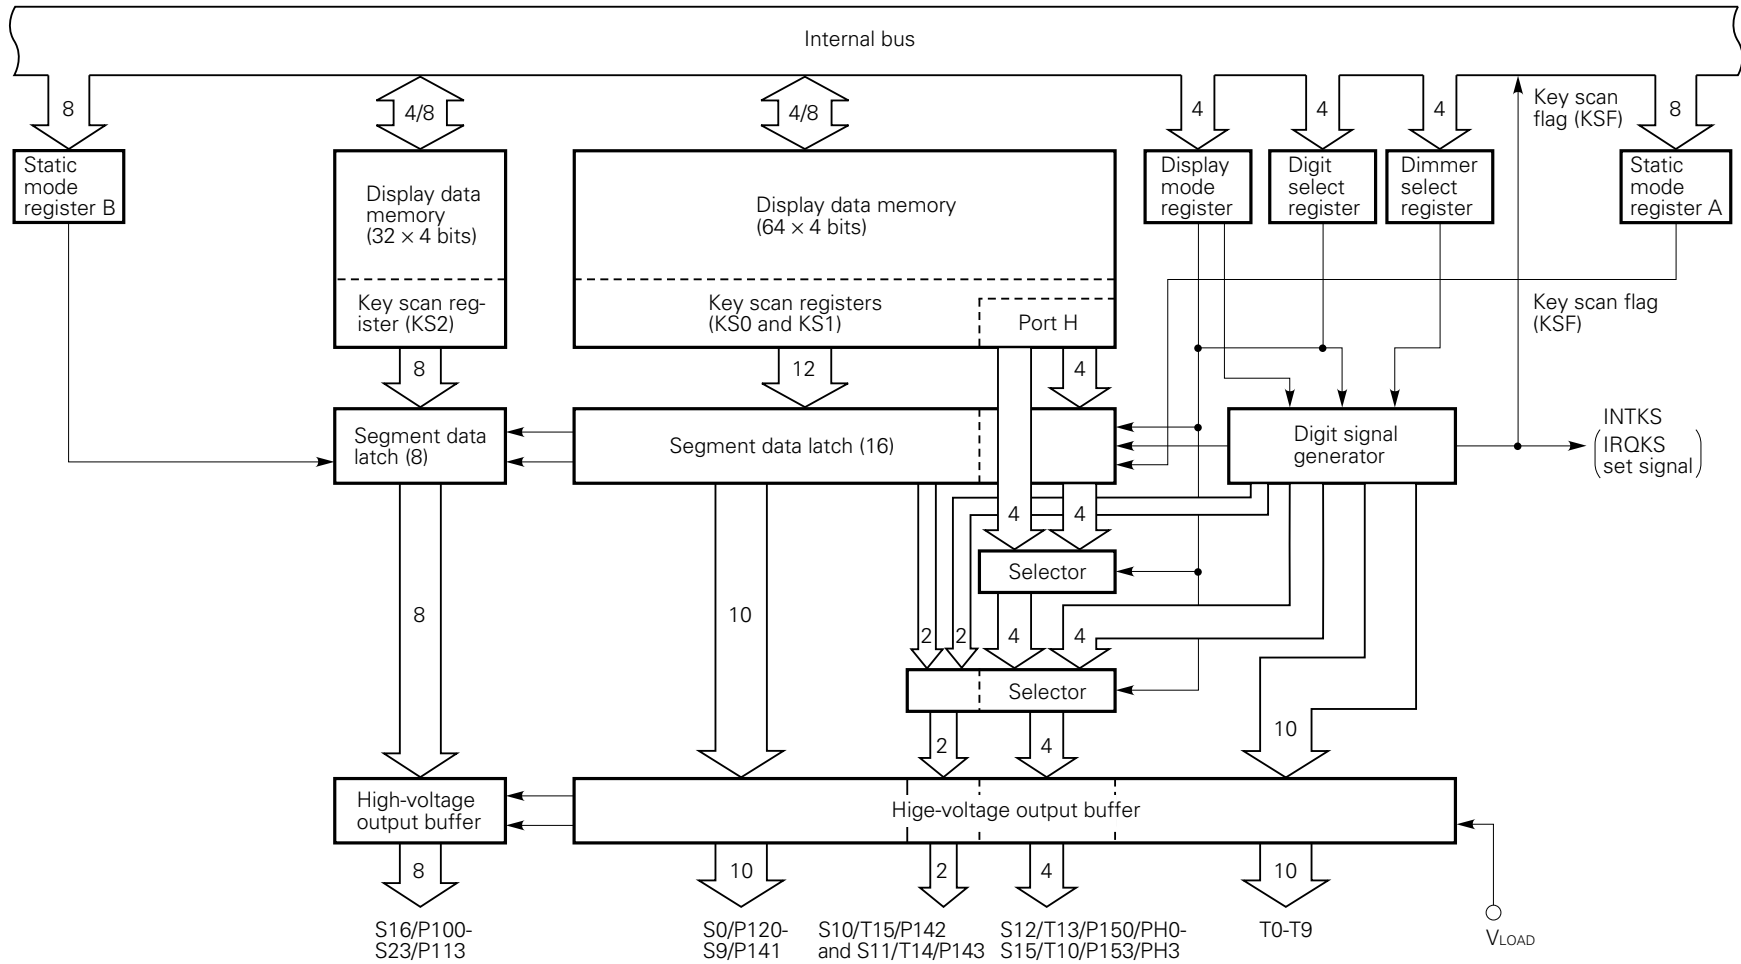 Internal bus
8
4/8
4/8
4
4
4
Key scan
flag (KSF)
8
Static
mode
register B
Display data
memory
(32 × 4 bits)
Display data memory
(64 × 4 bits)
Display
mode
register
Digit
select
register
Dimmer
select
register
Static
mode
register A
Key scan reg-
ister (KS2)
Key scan registers
(KS0 and KS1)
Port H
Key scan flag
(KSF)
8
12
4
Segment data
latch (8)
Segment data latch (16)
Digit signal
generator
INTKS
IRQKS
set signal
4
4
Selector
8
10
2
2
4
4
Selector
10
2
4
High-voltage
output buffer
Hige-voltage output buffer
8
10
2
4
10
S16/P100-
S23/P113
S0/P120-
S9/P141
S10/T15/P142
and S11/T14/P143
S12/T13/P150/PH0-
S15/T10/P153/PH3
T0-T9
VLOAD